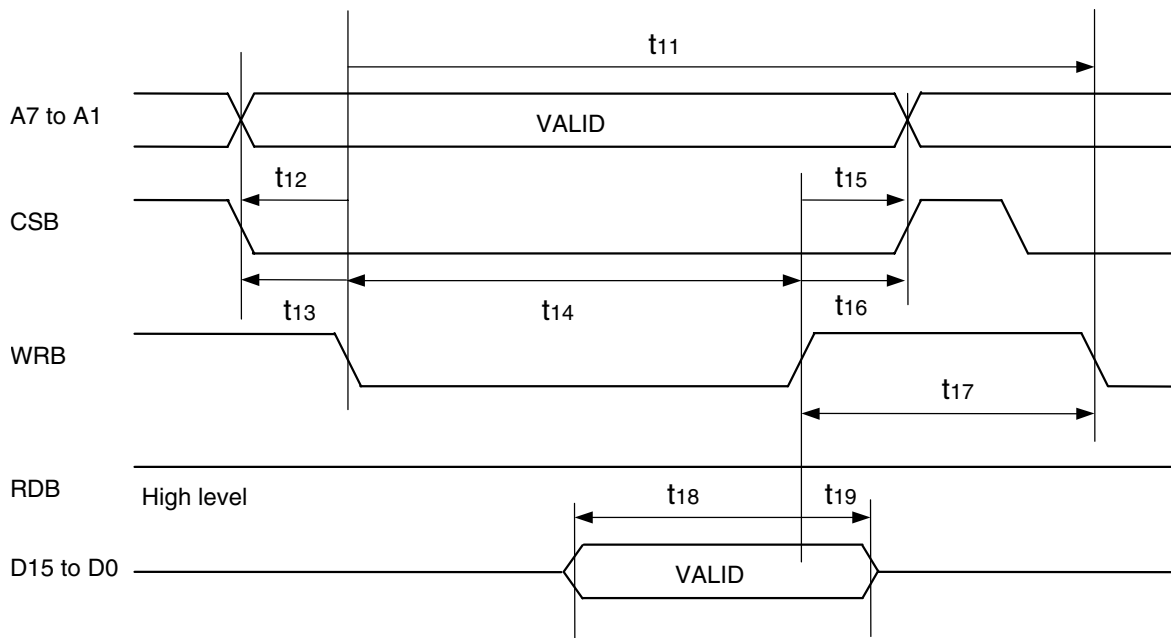 t11
A7 to A1
VALID
t12
t15
CSB
t13
t14
t16
WRB
t17
RDB
High level
t18
t19
D15 to D0
VALID